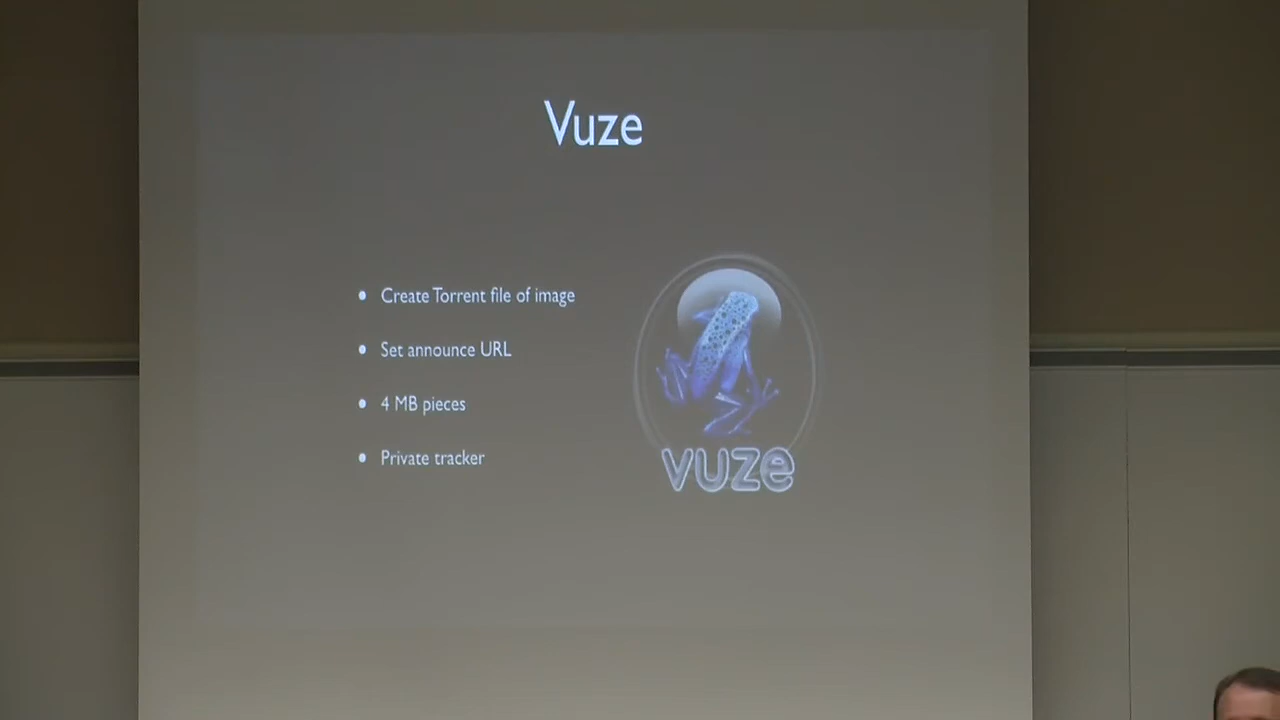 Vuze
Create Torrent file of image
Set announce URL
4 MB pieces
Private tracker
vuze